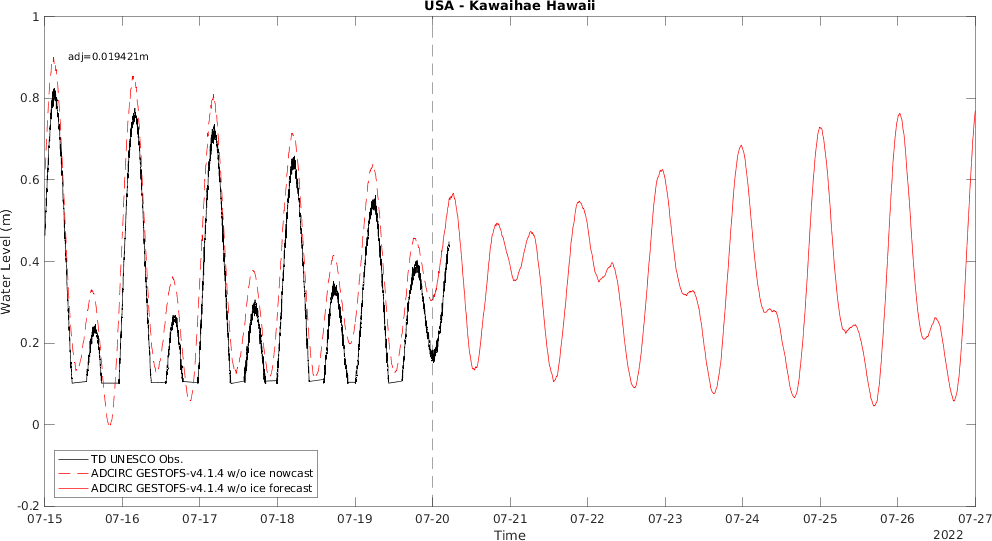 USA - Kawaihae Hawaii
adj=0.019421m
1
0.8
0.6
0.4
0.2
0
-0.2
Water Level (m)
TD UNESCO Obs.
ADCIRC GESTOFS-v4.1.4 w/o ice nowcast
ADCIRC GESTOFS-v4.1.4 w/o ice forecast
07-15 07-16 07-17 07-18 07-19 07-20 07-21 07-22 07-23 07-24 07-25 07-26 07-27
Time
2022